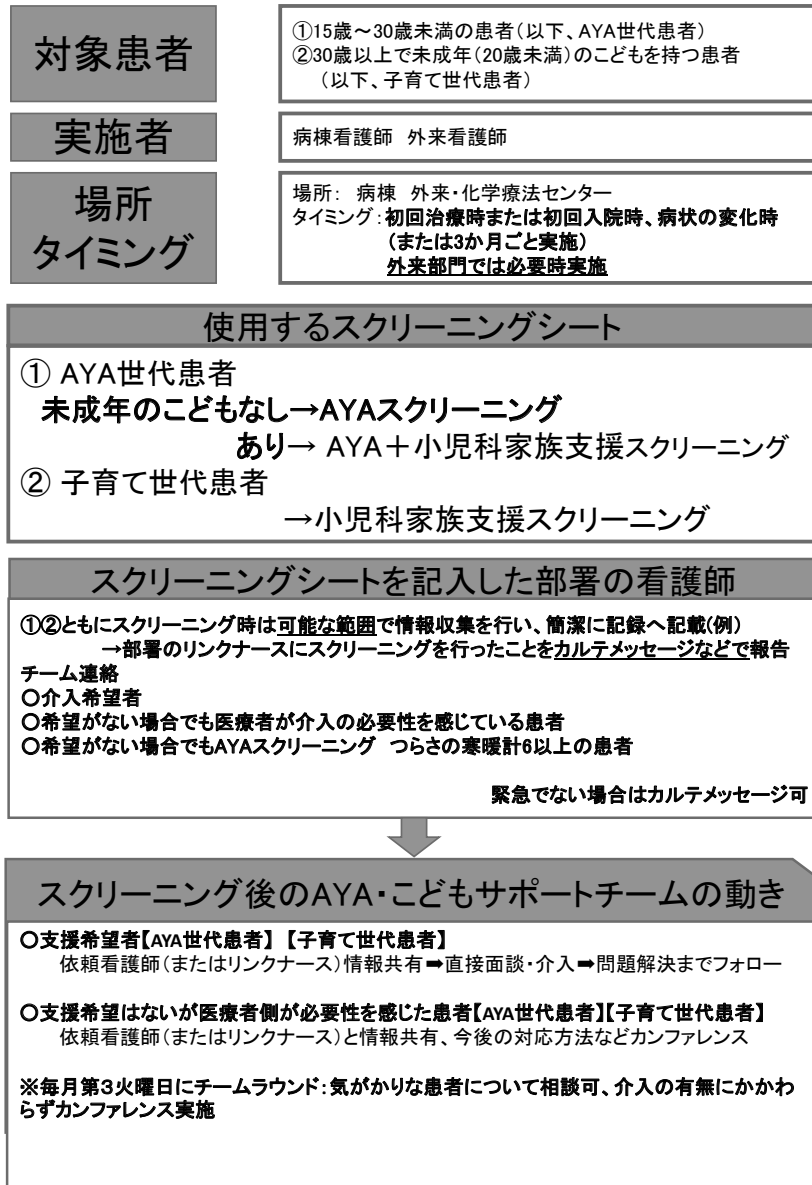 対象患者
①15歳～30歳未満の患者(以下、AYA世代患者)
②30歳以上で未成年(20歳未満)のこどもを持つ患者
(以下、子育て世代患者)
実施者
病棟看護師 外来看護師
場所
タイミング
場所： 病棟 外来・化学療法センター
タイミング：初回治療時または初回入院時、病状の変化時
(または3か月ごと実施)
外来部門では必要時実施
使用するスクリーニングシート
① AYA世代患者
未成年のこどもなし→AYAスクリーニング
あり→ AYA＋小児科家族支援スクリーニング
② 子育て世代患者
→小児科家族支援スクリーニング
スクリーニングシートを記入した部署の看護師
①②ともにスクリーニング時は可能な範囲で情報収集を行い、簡潔に記録へ記載(例)
→部署のリンクナースにスクリーニングを行ったことをカルテメッセージなどで報告
チーム連絡
〇介入希望者
〇希望がない場合でも医療者が介入の必要性を感じている患者
〇希望がない場合でもAYAスクリーニング つらさの寒暖計6以上の患者
緊急でない場合はカルテメッセージ可
スクリーニング後のAYA・こどもサポートチームの動き
〇支援希望者【AYA世代患者】 【子育て世代患者】
依頼看護師(またはリンクナース)情報共有➡直接面談・介入➡問題解決までフォロー
〇支援希望はないが医療者側が必要性を感じた患者【AYA世代患者】【子育て世代患者】
依頼看護師(またはリンクナース)と情報共有、今後の対応方法などカンファレンス
※毎月第３火曜日にチームラウンド：気がかりな患者について相談可、介入の有無にかかわ
らずカンファレンス実施